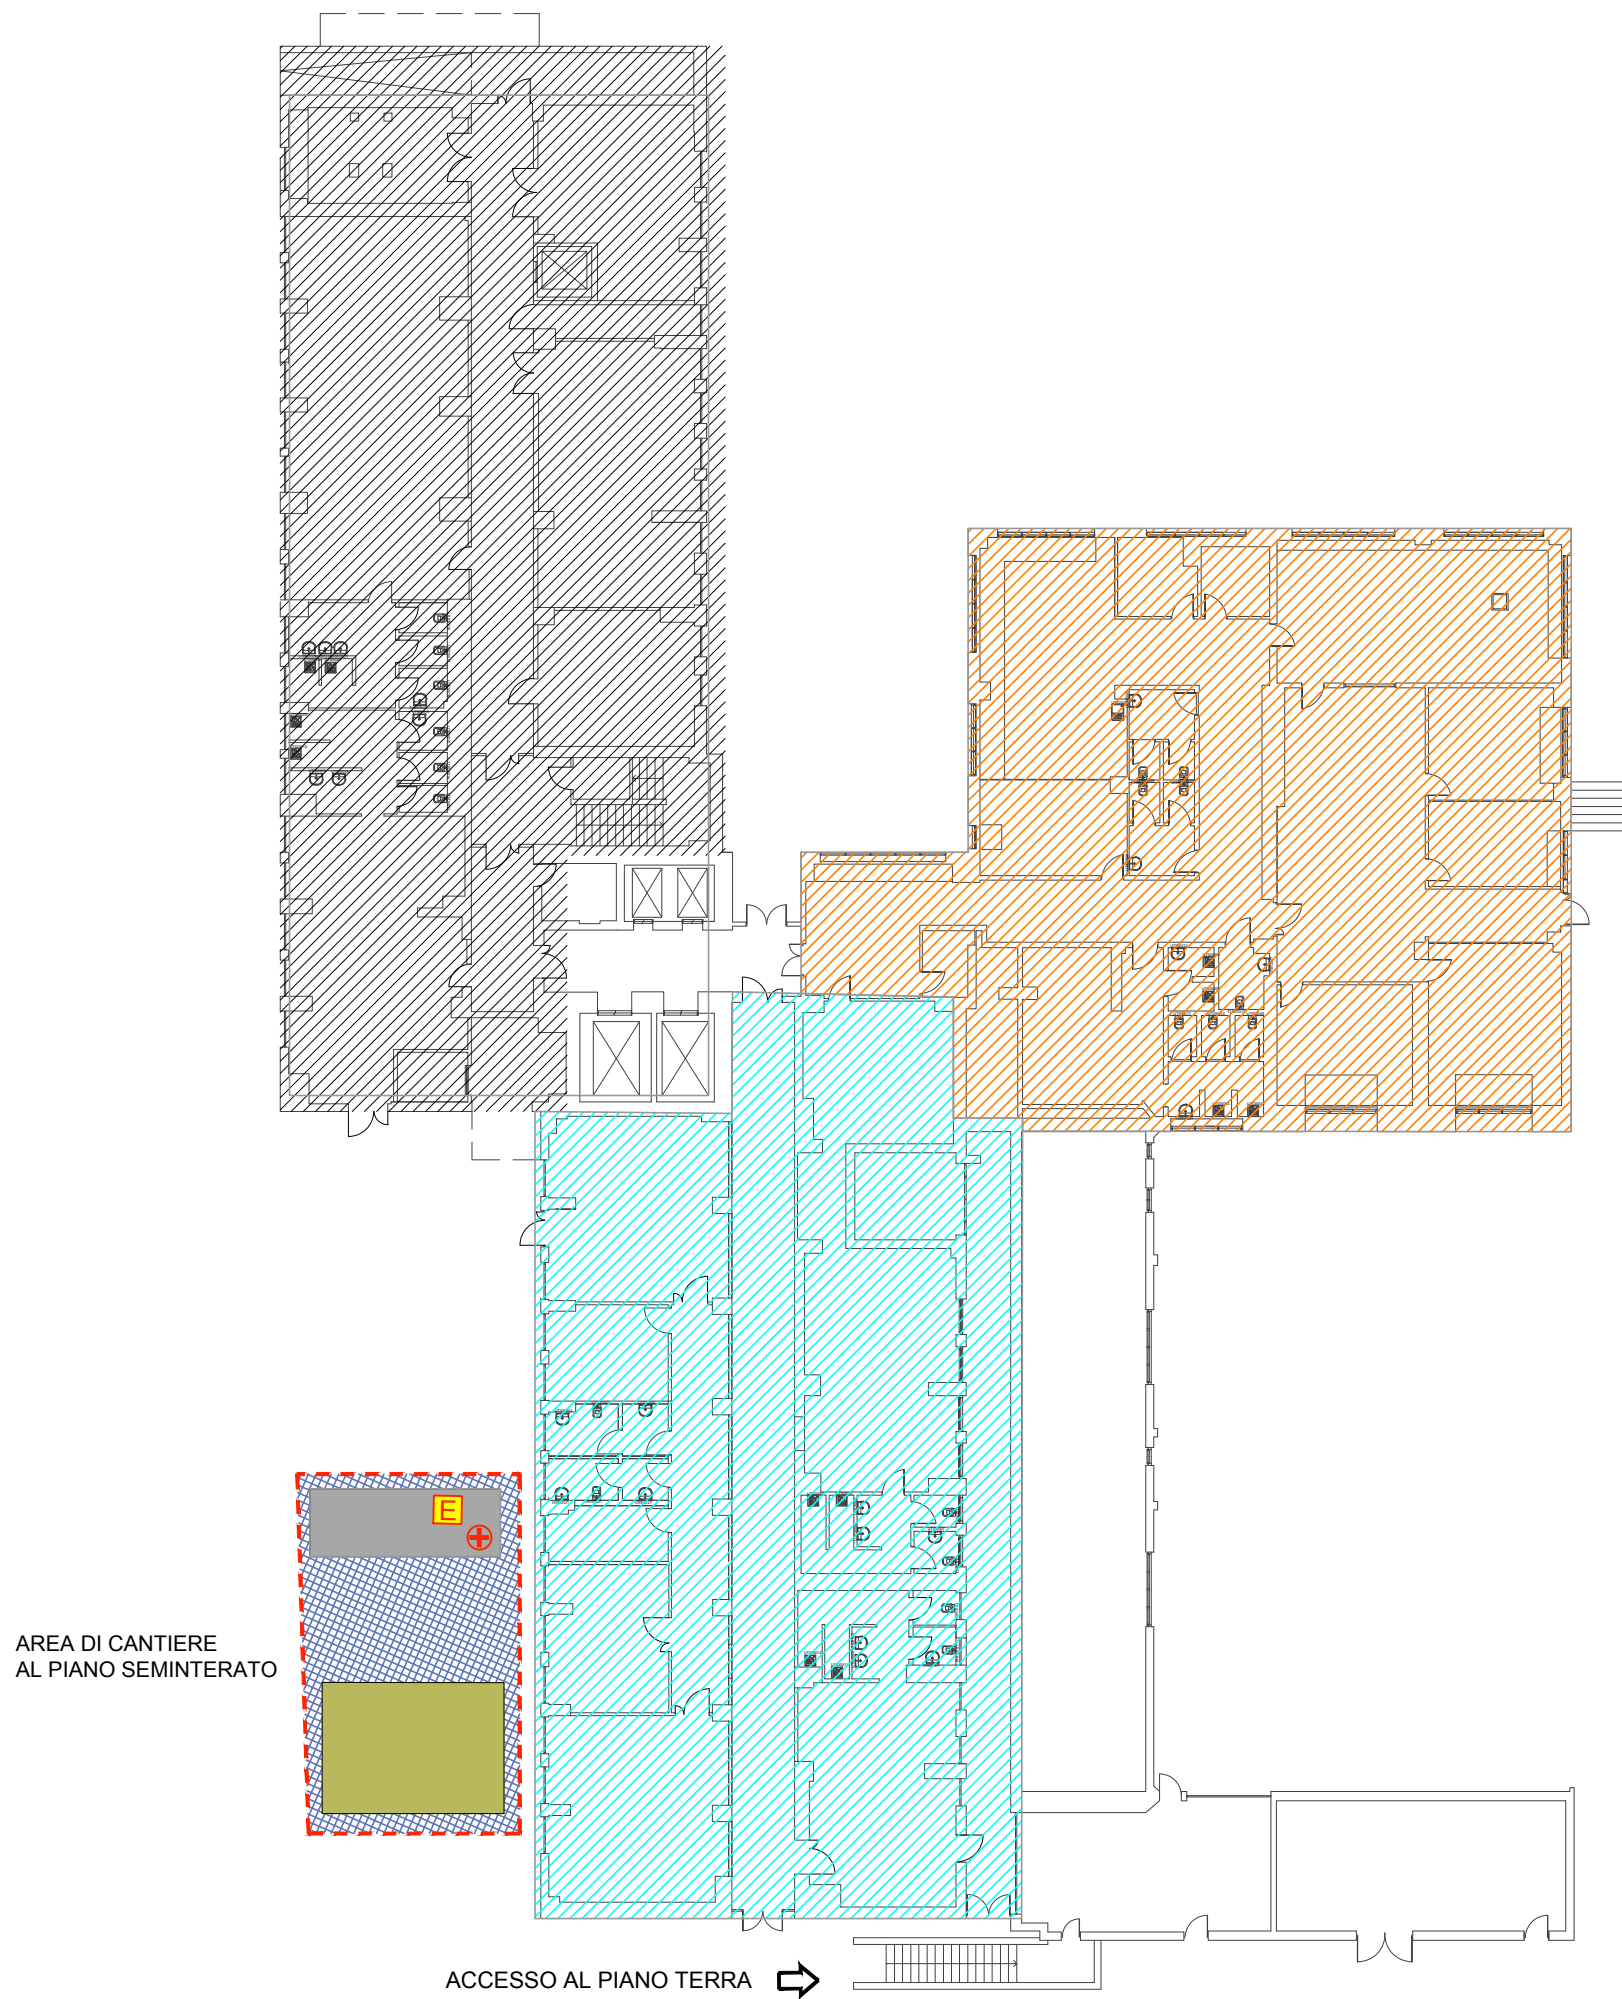 E
AREA DI CANTIERE
AL PIANO SEMINTERATO
ACCESSO AL PIANO TERRA